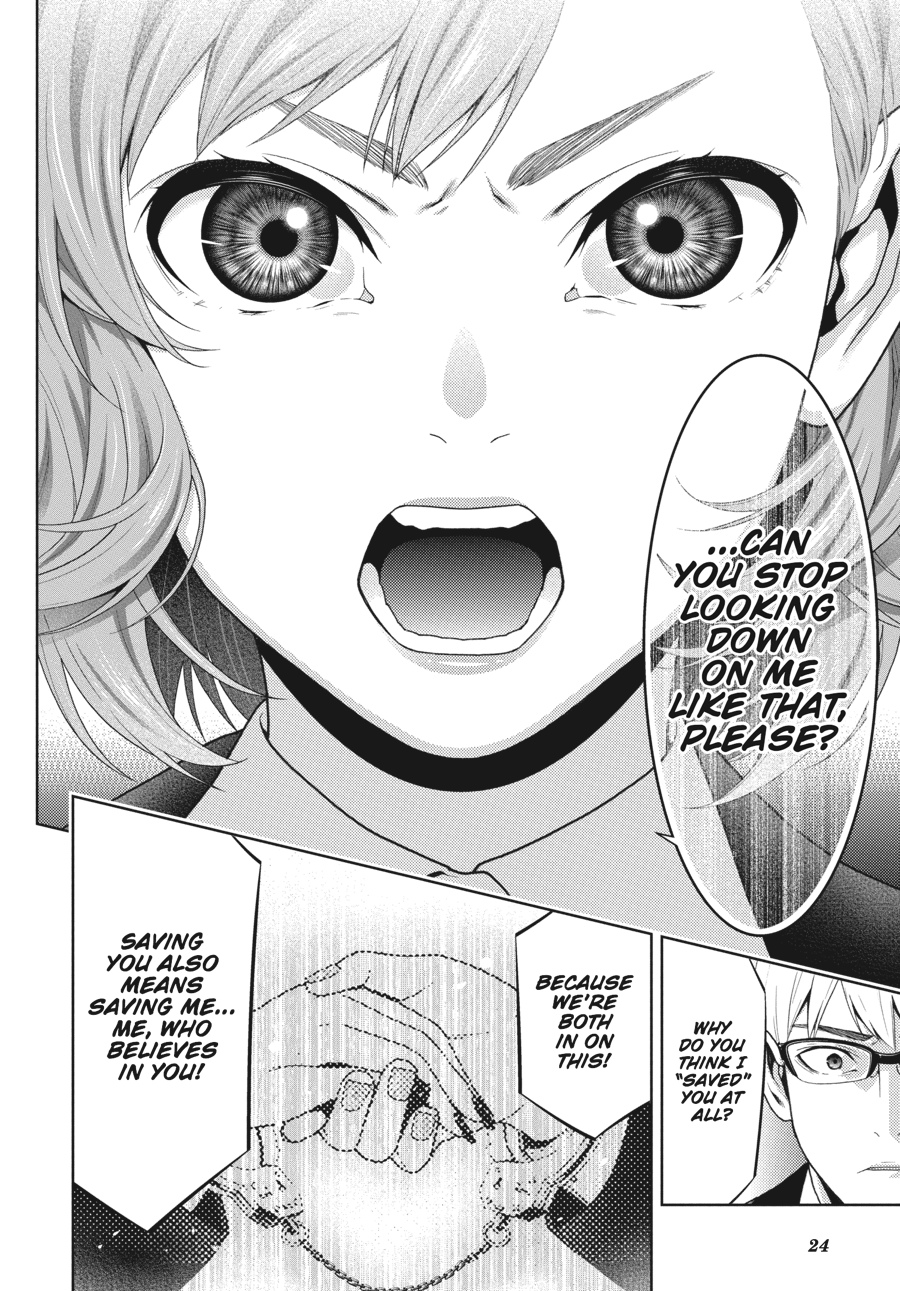 ...CAN
YOU STOP
LOOKING
DOWN
ON ME
LIKE THAT,
PLEASE?
WHY
DO YOU
THINK I
"SAVED"
YOU AT
ALL?
BECAUSE
WE'RE
BOTH
IN ON
THIS!
SAVING
YOU ALSO
MEANS
SAVING ME...
ME, WHO
BELIEVES
IN YOU!
24